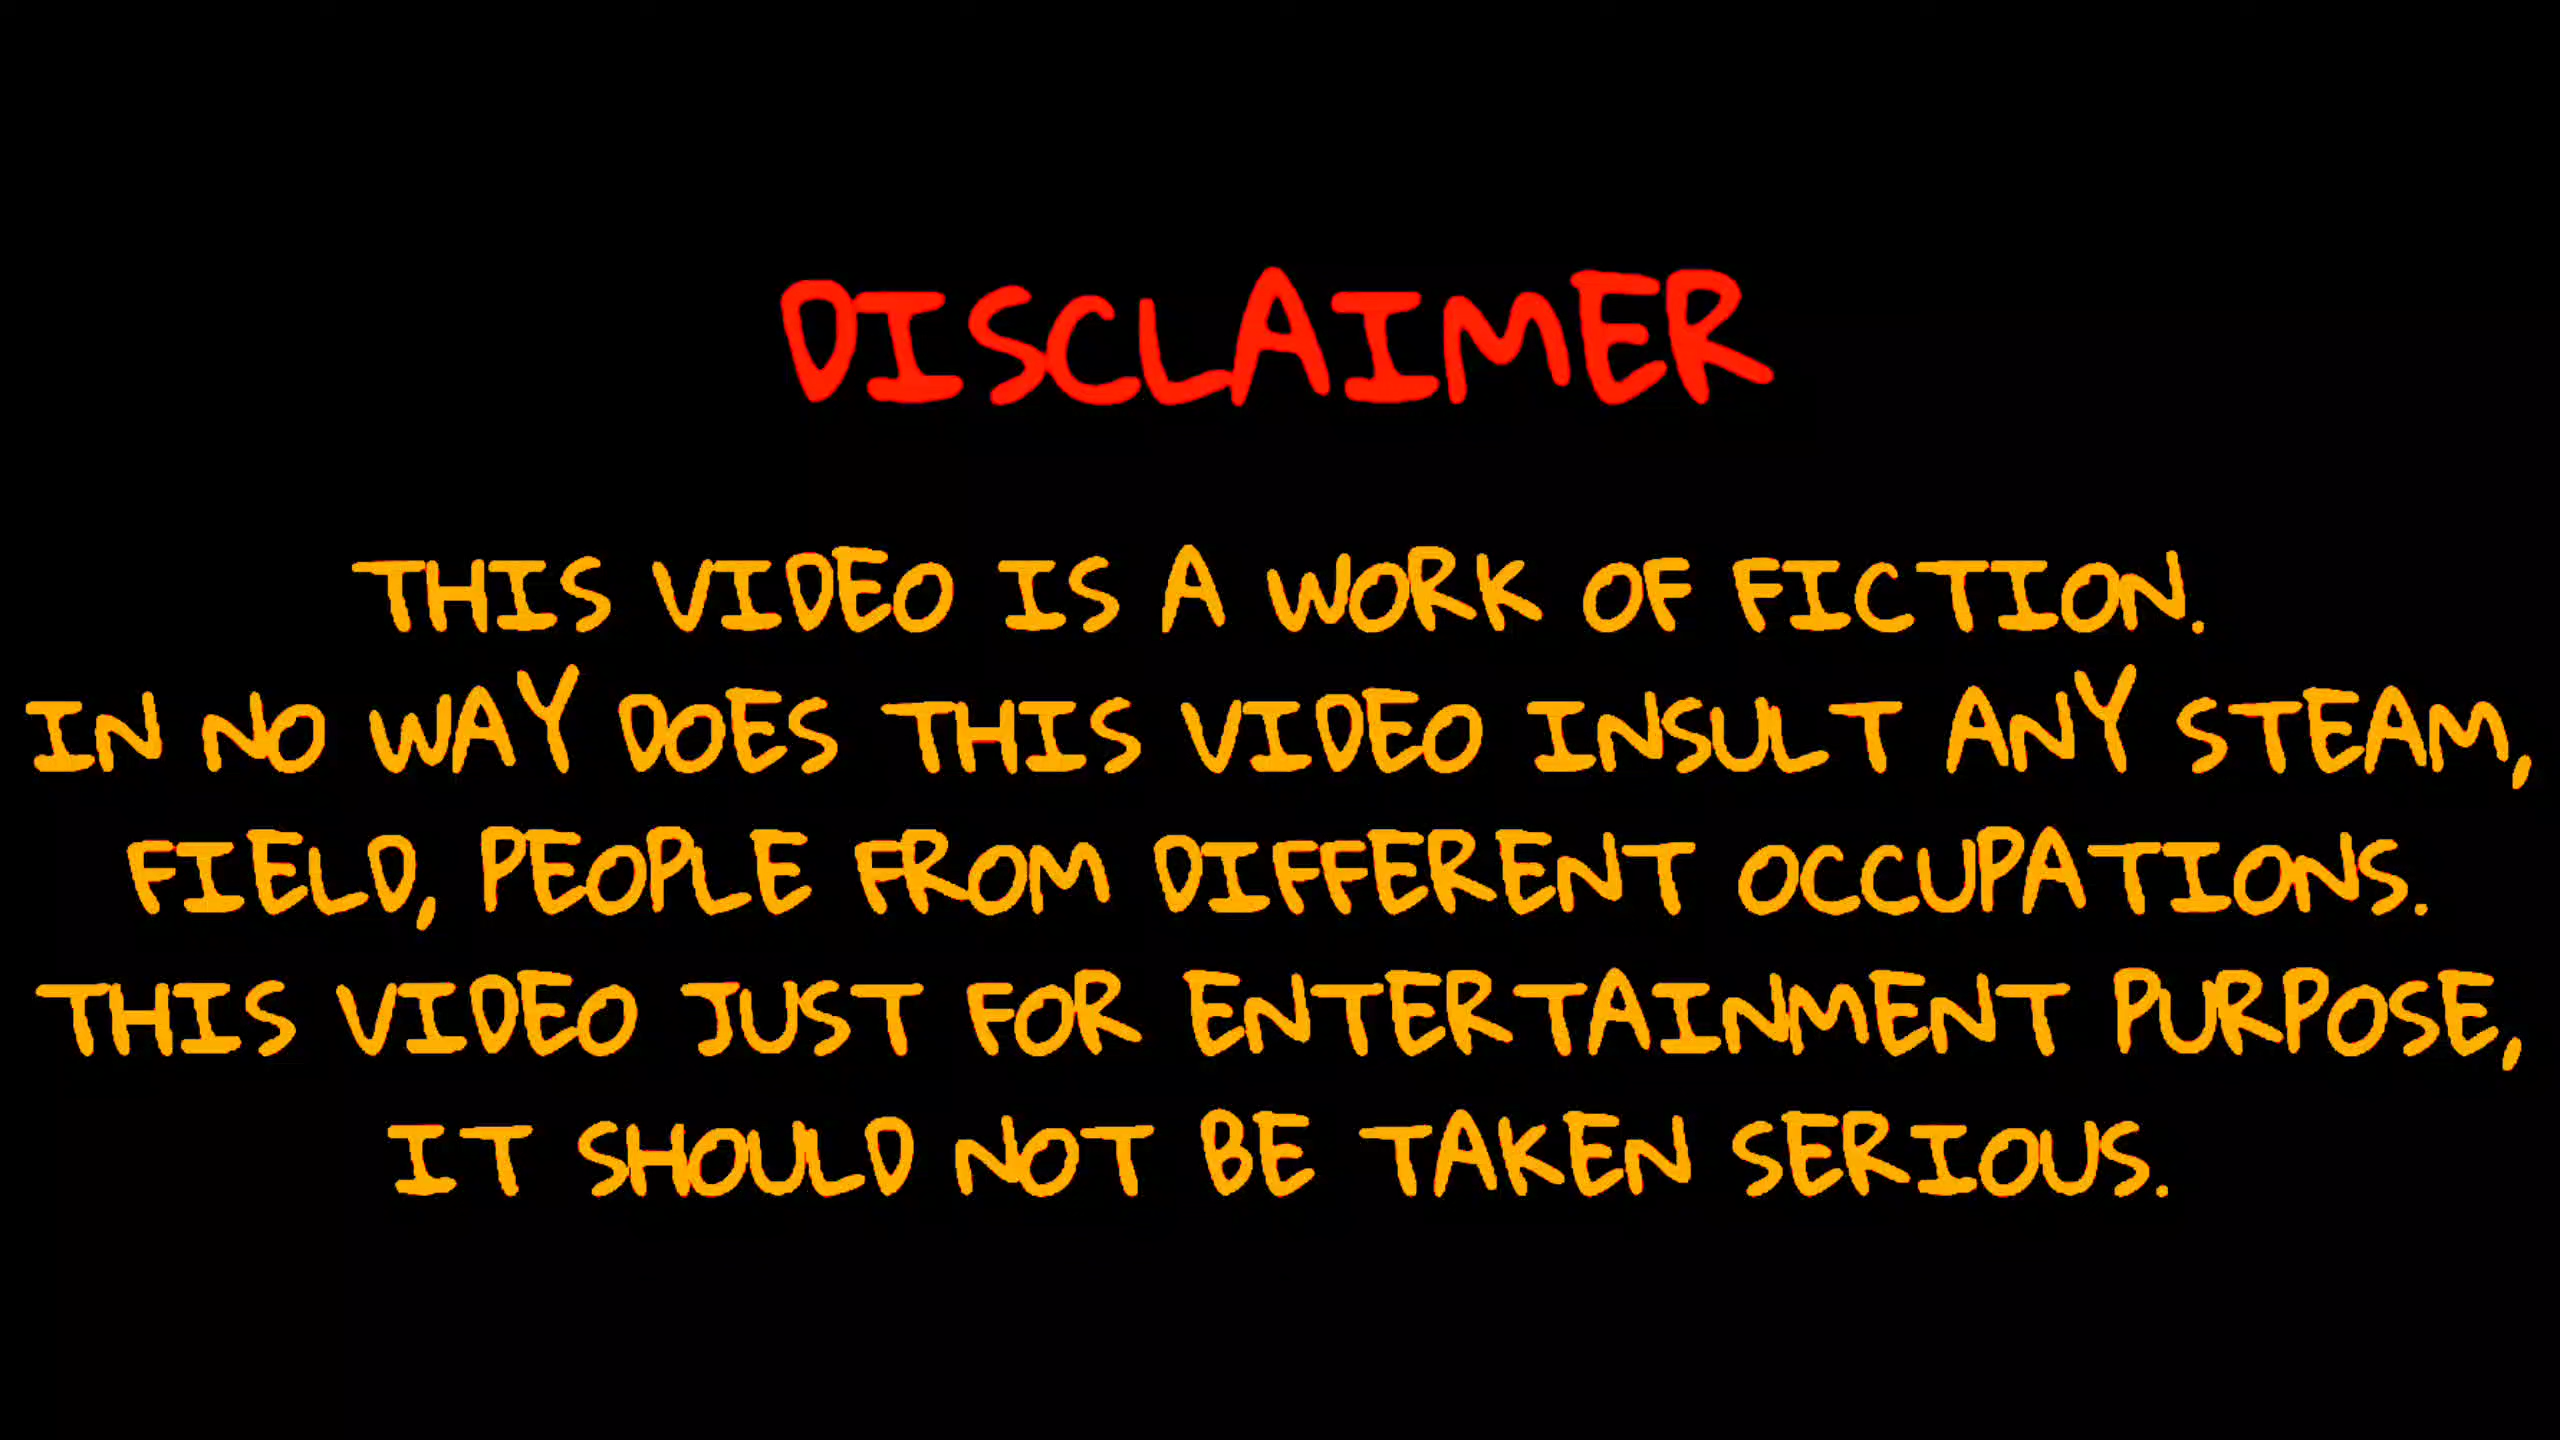 DISCLAIMER
THIS VIDEO IS A WORK OF FICTION.
IN NO WAY DOES THIS VIDEO INSULT ANY STEAM,
FIELD, PEOPLE FROM DIFFERENT OCCUPATIONS.
THIS VIDEO JUST FOR ENTERTAINMENT PURPOSE,
IT SHOULD NOT BE TAKEN SERIOUS.